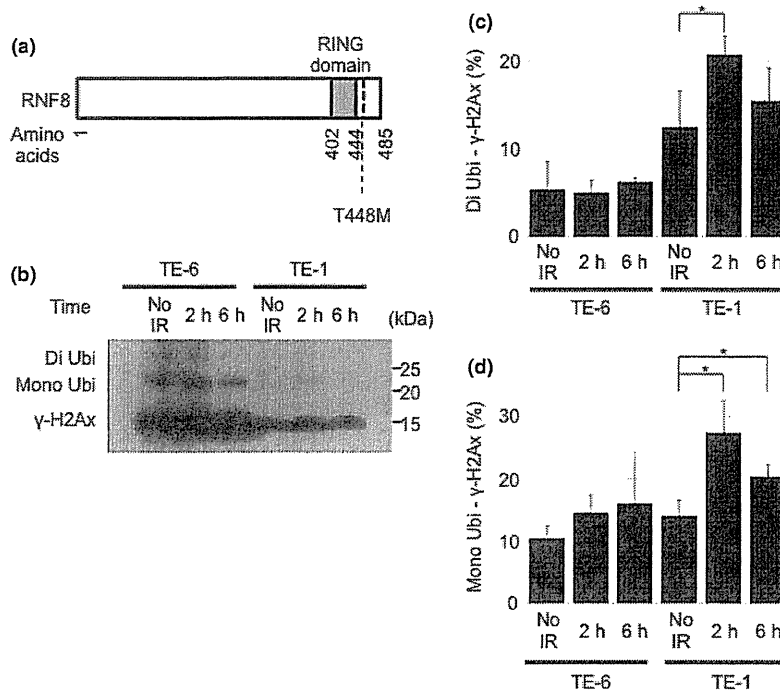 (a)
RING
domain
RNF8
Amino
acids
1
402
444
485
T448M
(b)
TE-6 TE-1
Time No IR 2 h 6 h No IR 2 h 6 h (kDa)
Di Ubi
Mono Ubi
γ-H2Ax
25
20
15
(c)
*
Di Ubi - γ-H2Ax (%)
20
10
0
No IR 2 h 6 h No IR 2 h 6 h
TE-6 TE-1
(d)
*
*
Mono Ubi - γ-H2Ax (%)
30
20
10
0
No IR 2 h 6 h No IR 2 h 6 h
TE-6 TE-1